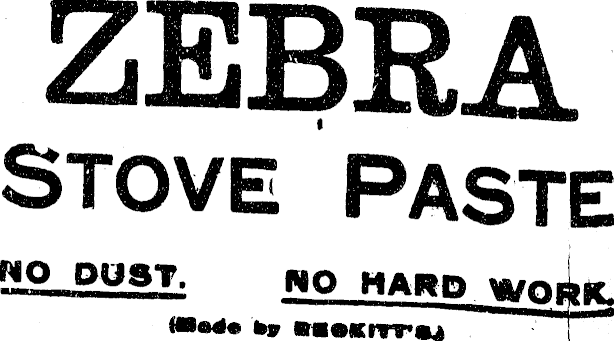 ZEBRA
STOVE PASTE
NO DUST. NO HARD WORK.
(Made by RECKITT'S.)